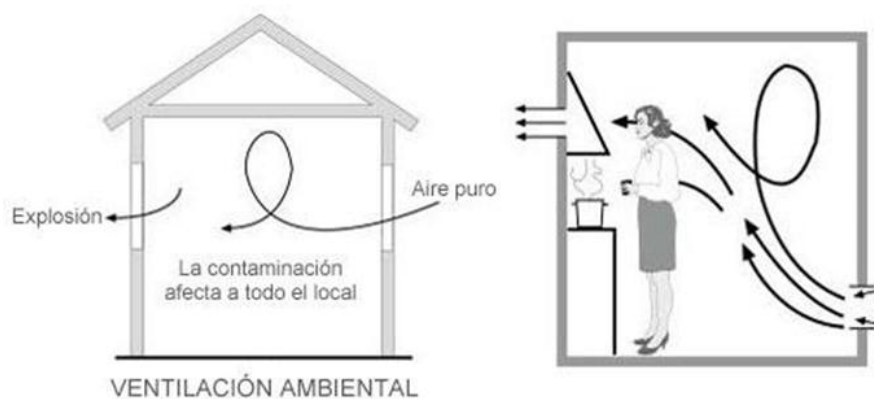 Aire puro
Explosión
La contaminación
afecta a todo el local
VENTILACIÓN AMBIENTAL